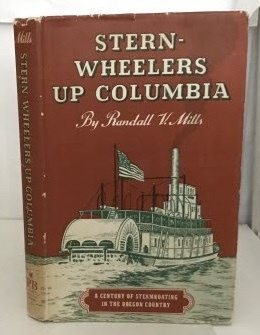 STERN-
WHEELERS
UP COLUMBIA
By Randall V. Mills
A CENTURY OF STEAMBOATING
IN THE OREGON COUNTRY
Mills
STERN-WHEELERS UP COLUMBIA
PB